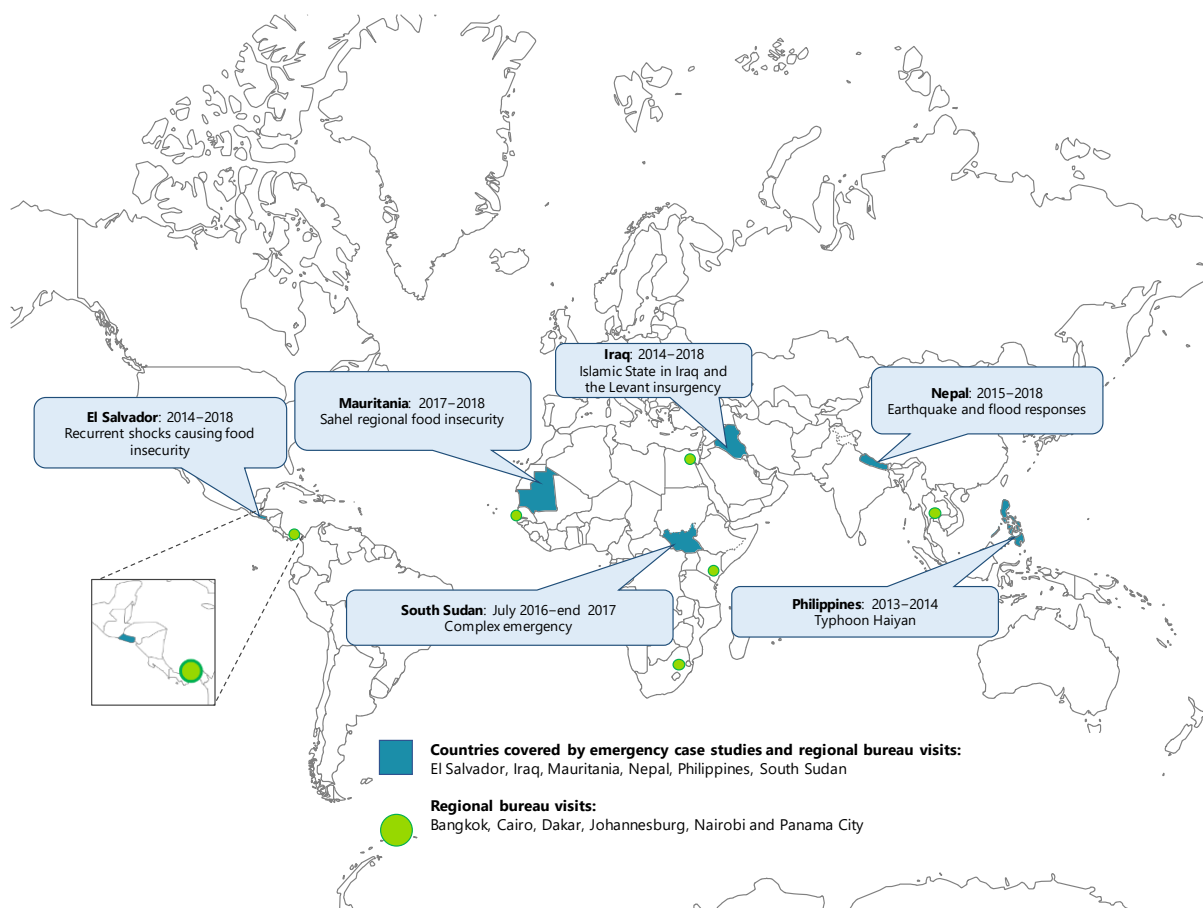 Iraq: 2014–2018
Islamic State in Iraq and
the Levant insurgency
Nepal: 2015–2018
Earthquake and flood responses
Mauritania: 2017–2018
Sahel regional food insecurity
El Salvador: 2014–2018
Recurrent shocks causing food
insecurity
South Sudan: July 2016–end 2017
Complex emergency
Philippines: 2013–2014
Typhoon Haiyan
Countries covered by emergency case studies and regional bureau visits:
El Salvador, Iraq, Mauritania, Nepal, Philippines, South Sudan
Regional bureau visits:
Bangkok, Cairo, Dakar, Johannesburg, Nairobi and Panama City